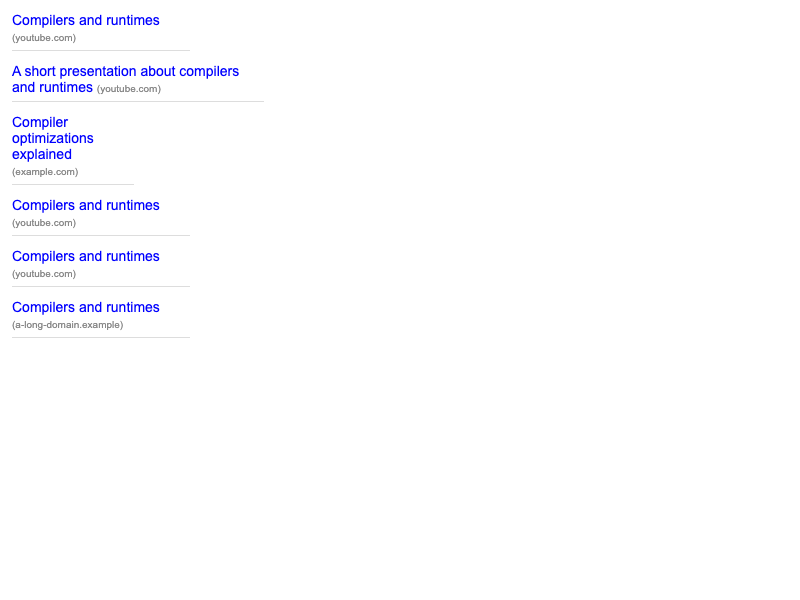 Compilers and runtimes
(youtube.com)
A short presentation about compilers
and runtimes (youtube.com)
Compiler
optimizations
explained
(example.com)
Compilers and runtimes
(youtube.com)
Compilers and runtimes
(youtube.com)
Compilers and runtimes
(a-long-domain.example)